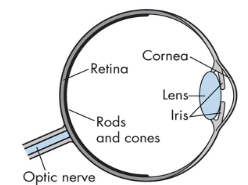 Cornea
Retina
Lens
Iris
Rods
and cones
Optic nerve